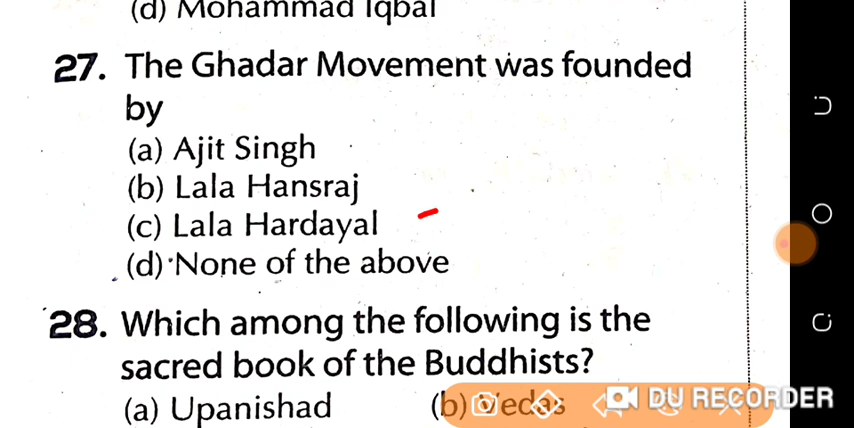 (d) Mohammad Iqbal
27. The Ghadar Movement was founded
by
(a) Ajit Singh
(b) Lala Hansraj
(c) Lala Hardayal
(d) None of the above
28. Which among the following is the
sacred book of the Buddhists?
(a) Upanishad (b) Vedas
DU RECORDER